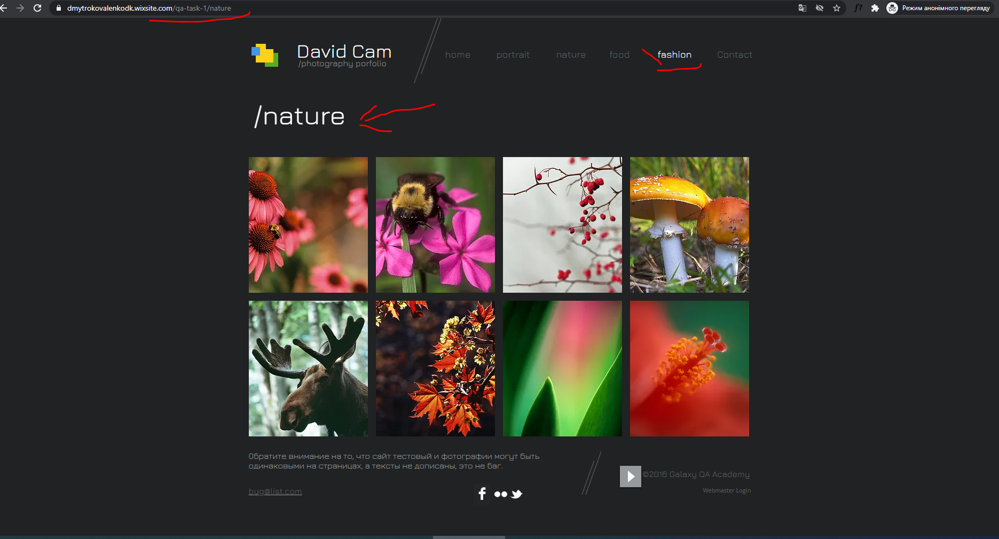 dmytrokovalenkodk.wixsite.com/qa-task-1/nature
Режим анонімного перегляду
David Cam
/photography porfolio
home portrait nature food fashion Contact
/nature
Обратите внимание на то, что сайт тестовый и фотографии могут быть
одинаковыми на страницах, а тексты не дописаны, это не баг.
©2016 Galaxy QA Academy
bug@list.com
Webmaster Login